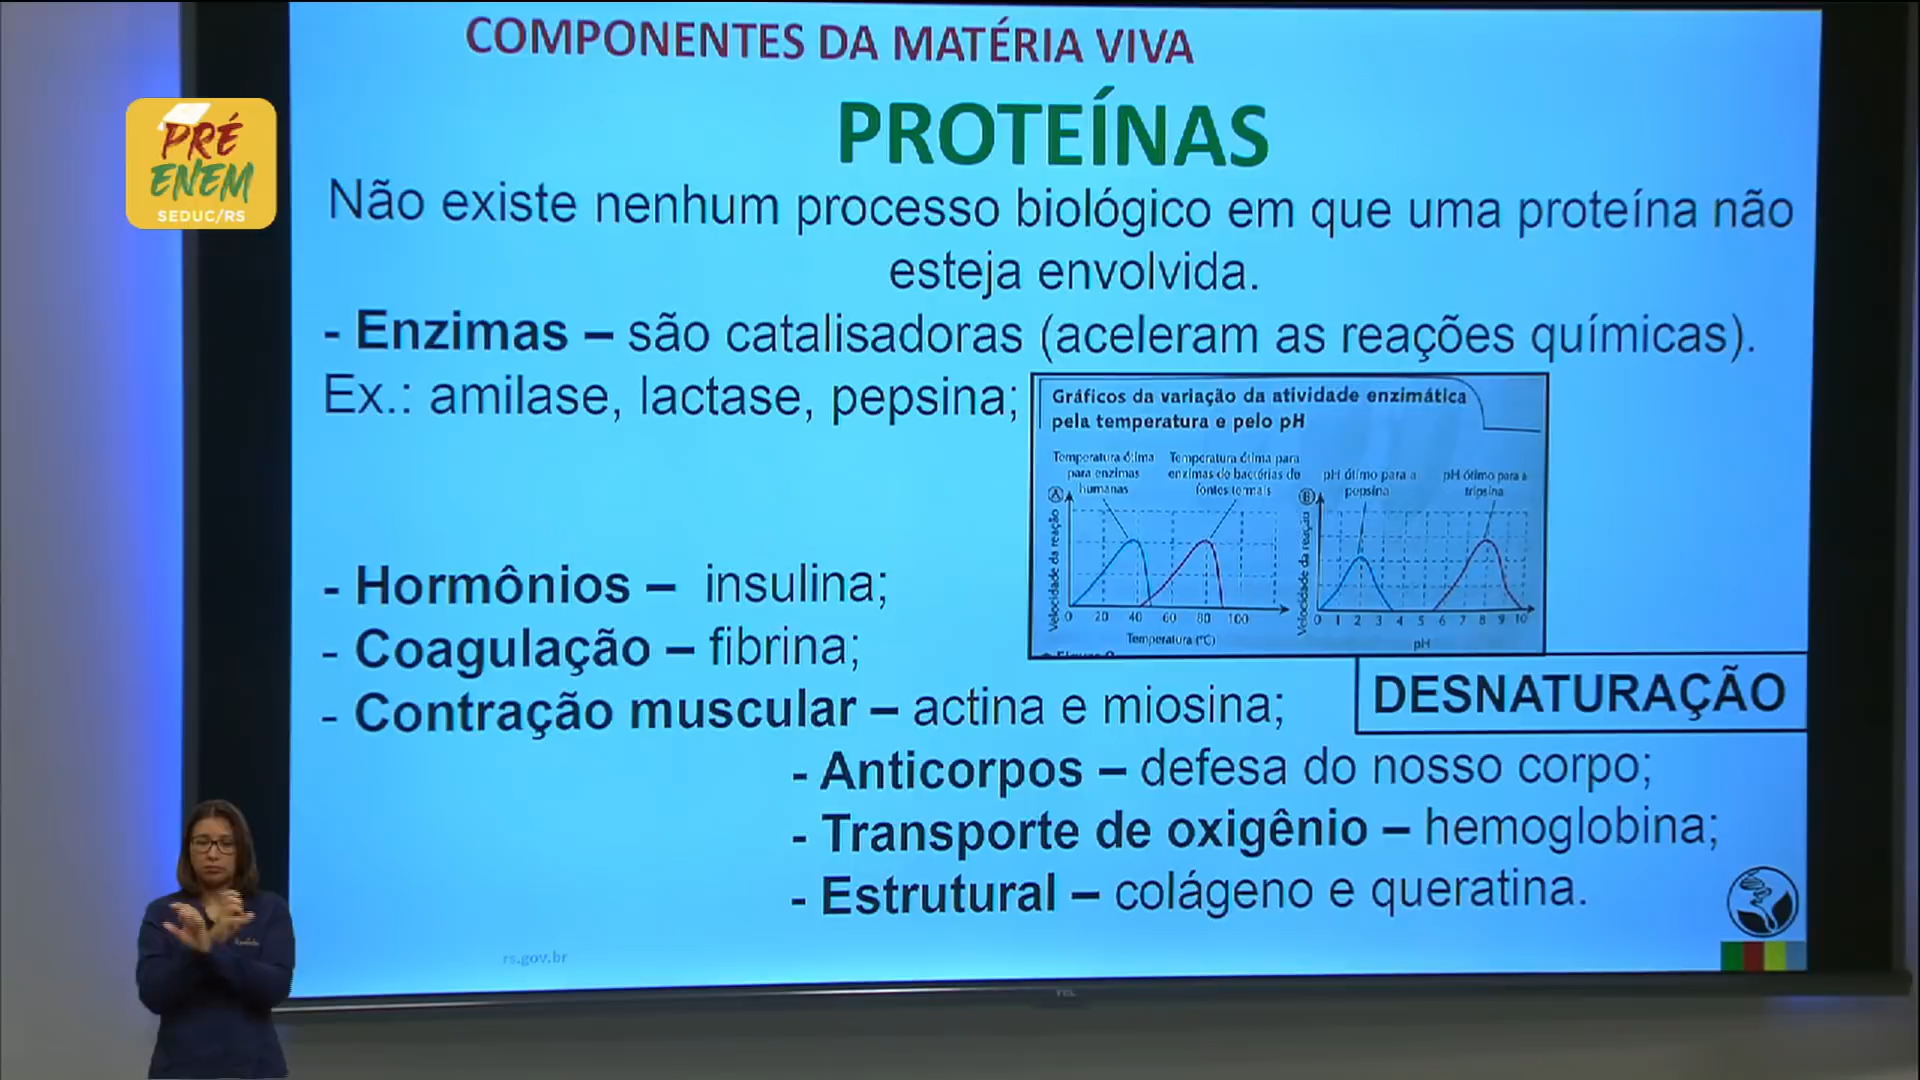 COMPONENTES DA MATÉRIA VIVA
PRÉ
ENEM
SEDUC/RS
PROTEÍNAS
Não existe nenhum processo biológico em que uma proteína não
esteja envolvida.
- Enzimas – são catalisadoras (aceleram as reações químicas).
Ex.: amilase, lactase, pepsina;
Gráficos da variação da atividade enzimática
pela temperatura e pelo pH
Temperatura ótima
para enzimas
humanas
Temperatura ótima para
enzimas de bactérias de
fontes termais
A
Velocidade da reação
0 20 40 60 80 100
Temperatura (ºC)
pH ótimo para a
pepsina
pH ótimo para a
tripsina
B
Velocidade da reação
0 1 2 3 4 5 6 7 8 9 10
pH
- Hormônios – insulina;
- Coagulação – fibrina;
- Contração muscular – actina e miosina;
DESNATURAÇÃO
- Anticorpos – defesa do nosso corpo;
- Transporte de oxigênio – hemoglobina;
- Estrutural – colágeno e queratina.
rs.gov.br
TCL